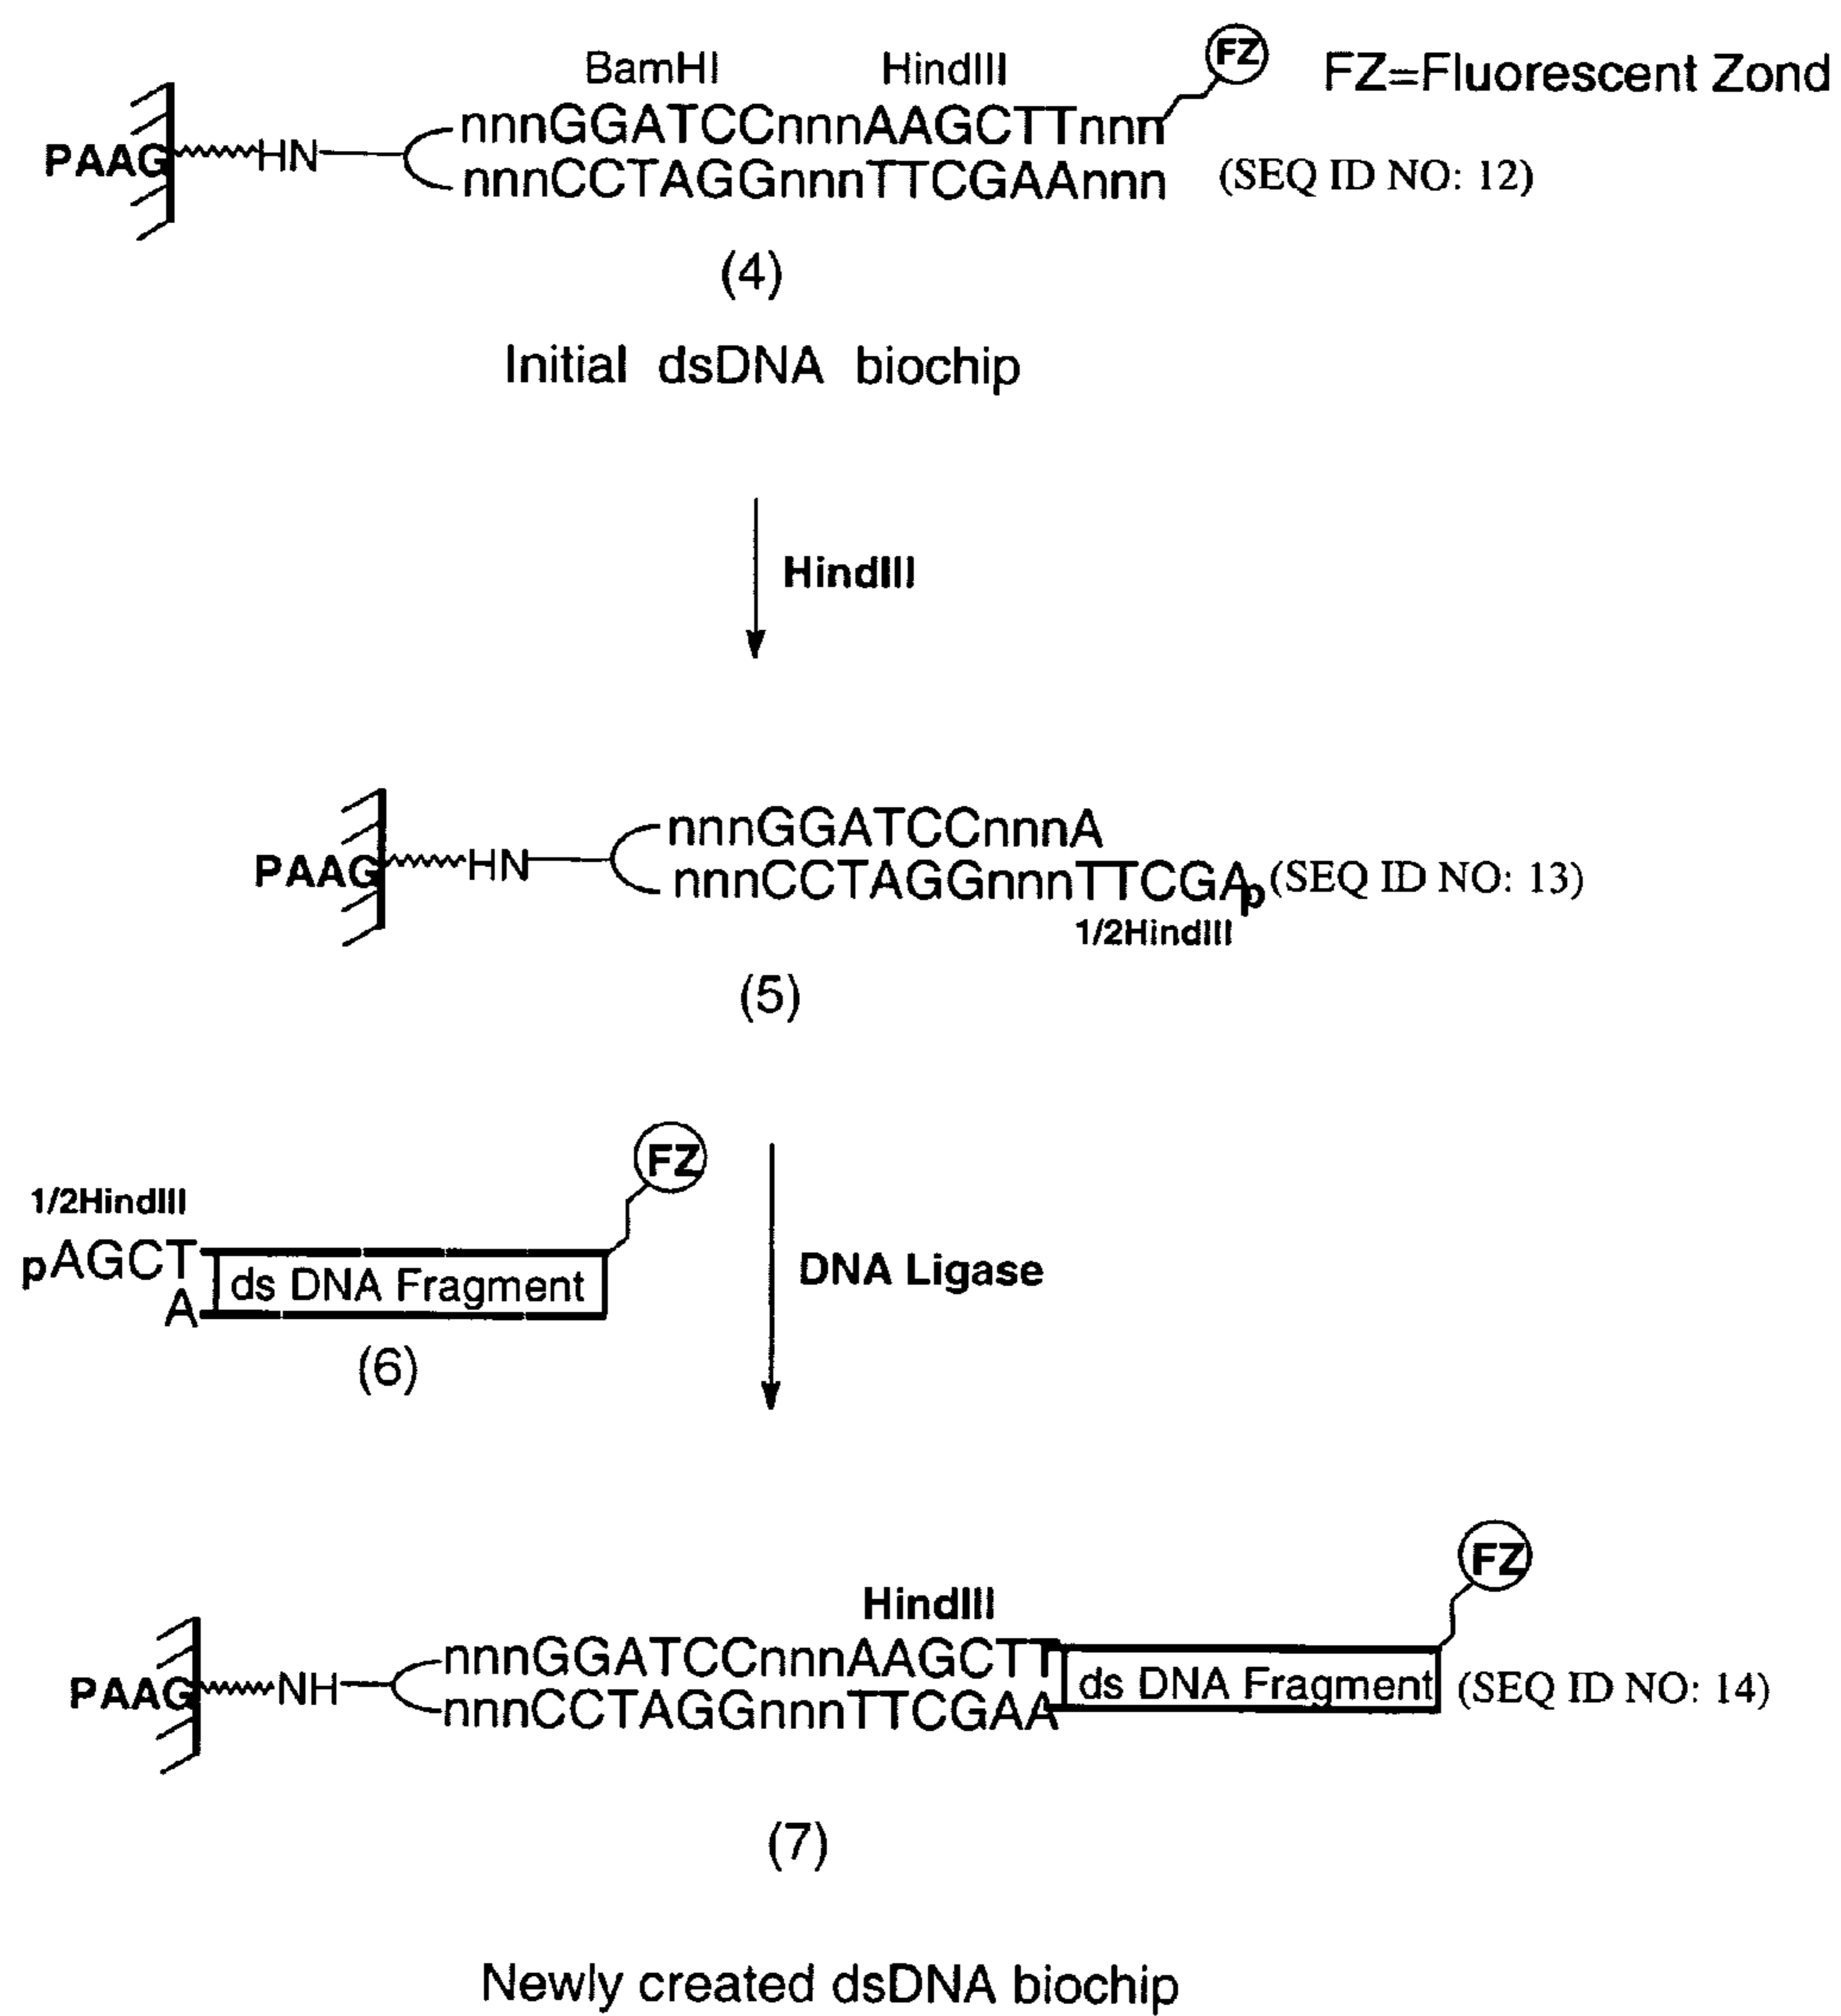 BamHI HindIII FZ FZ=Fluorescent Zond
nnnGGATCCnnnAAGCTTnnn
PAAG HN
nnnCCTAGGnnnTTCGAAnnn (SEQ ID NO: 12)
(4)
Initial dsDNA biochip
HindIII
nnnGGATCCnnnA
PAAG HN
nnnCCTAGGnnnTTCGAp (SEQ ID NO: 13)
1/2HindIII
(5)
FZ
1/2HindIII
pAGCT
ds DNA Fragment
A
(6)
DNA Ligase
FZ
HindIII
nnnGGATCCnnnAAGCTT
PAAG NH
ds DNA Fragment (SEQ ID NO: 14)
nnnCCTAGGnnnTTCGAA
(7)
Newly created dsDNA biochip